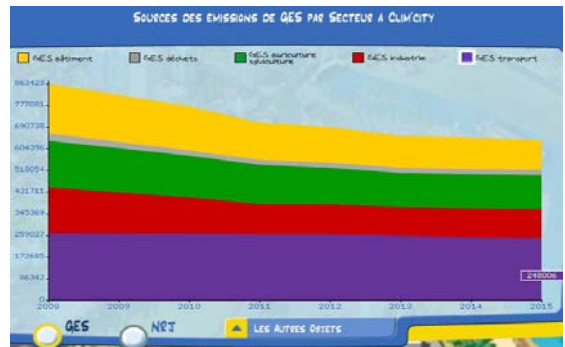 Sources des emissions de GES par Secteur a Clim'city
GES bâtiment
GES déchets
GES agriculture
sylviculture
GES industrie
GES transport
863423
777081
690738
604396
518054
431711
345369
259027
172685
86342
0
248006
2008 2009 2010 2011 2012 2013 2014 2015
GES NRJ Les autres objets